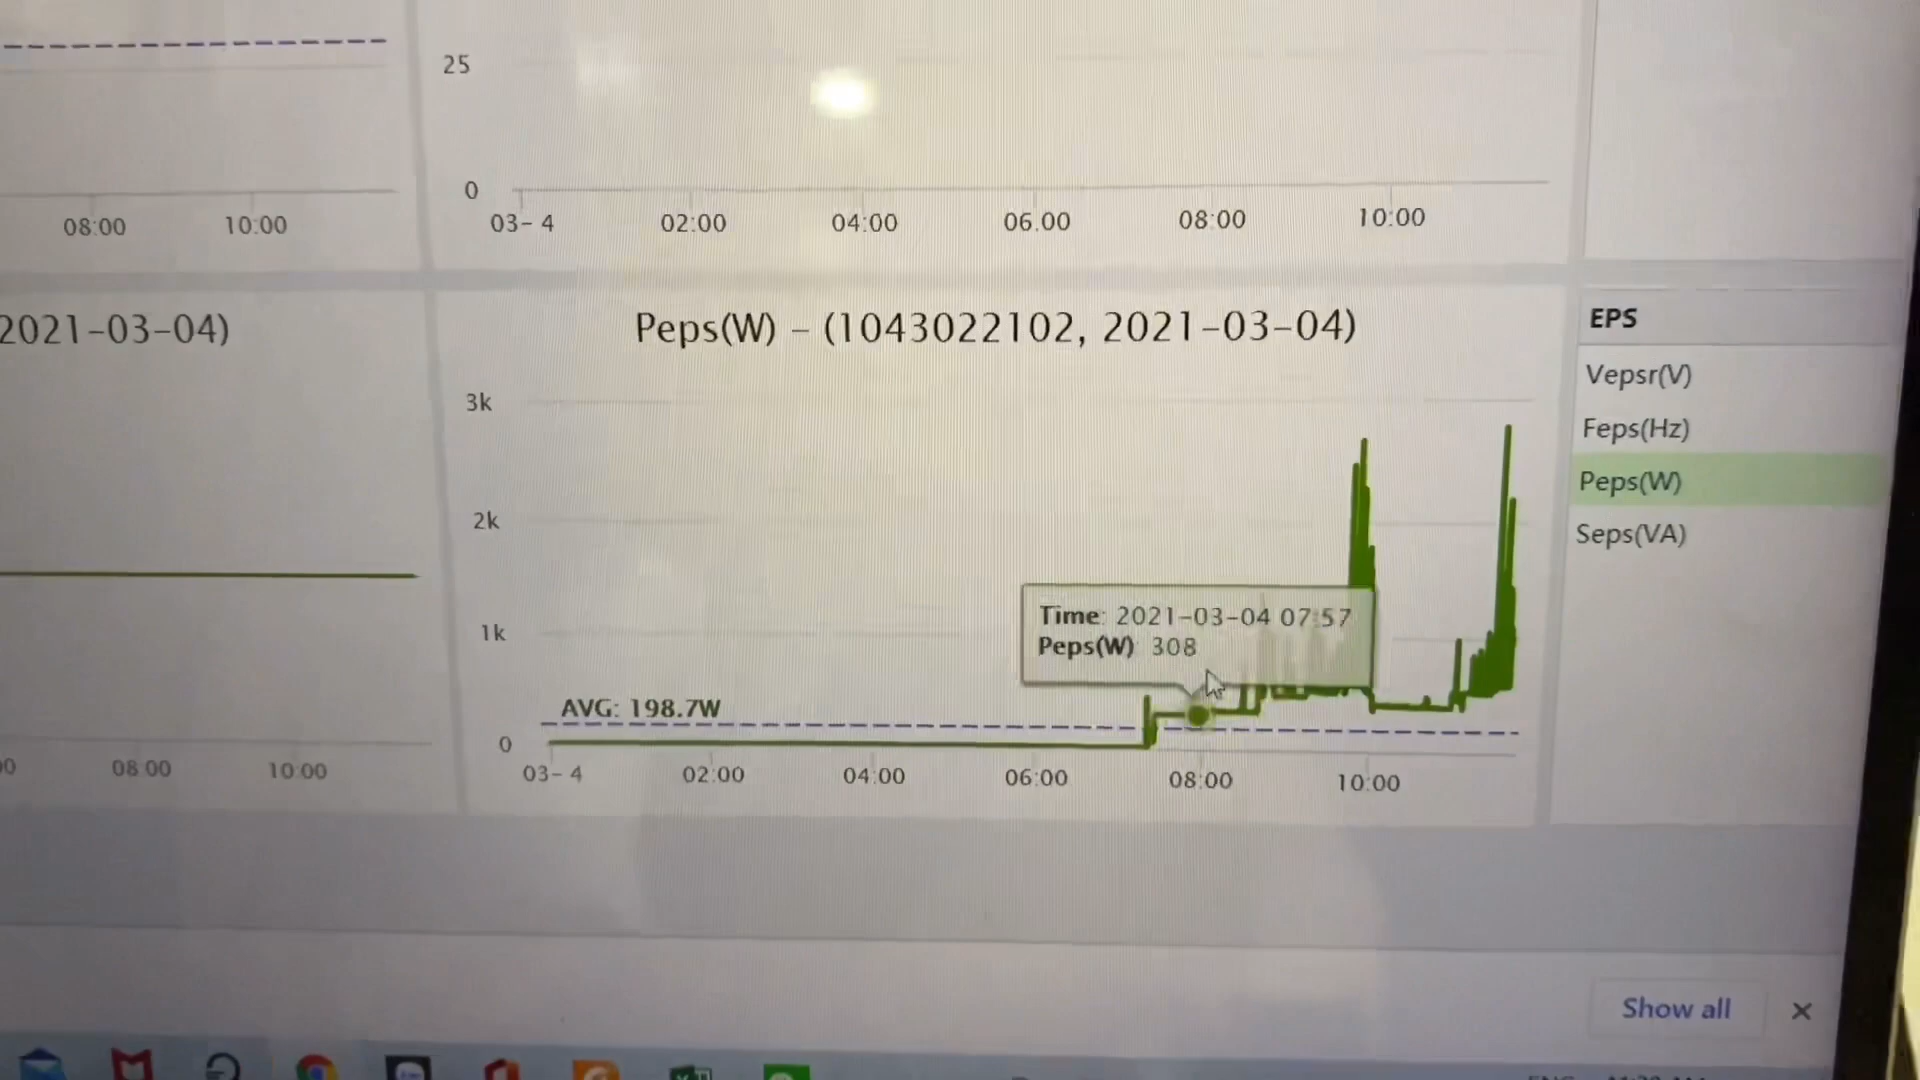 25
0
08:00 10:00
03-4 02:00 04:00 06.00 08:00 10:00
2021-03-04)
Peps(W) - (1043022102, 2021-03-04)
EPS
Vepsr(V)
Feps(Hz)
Peps(W)
Seps(VA)
3k
2k
1k
0
Time: 2021-03-04 07:57
Peps(W) 308
AVG: 198.7W
08 00 10:00
03-4 02:00 04:00 06:00 08:00 10:00
Show all